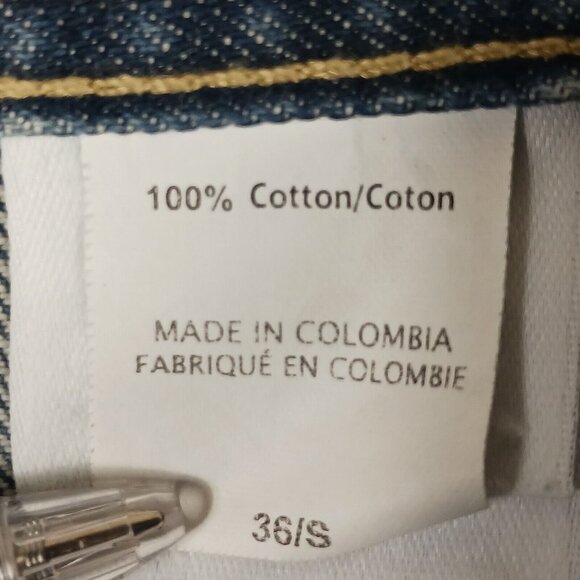 100% Cotton/Coton
MADE IN COLOMBIA
FABRIQUÉ EN COLOMBIE
36/S